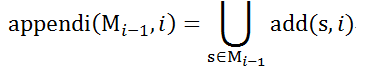 appendi(M_{i−1}, i) = ⋃_{s∈M_{i−1}} add(s, i)